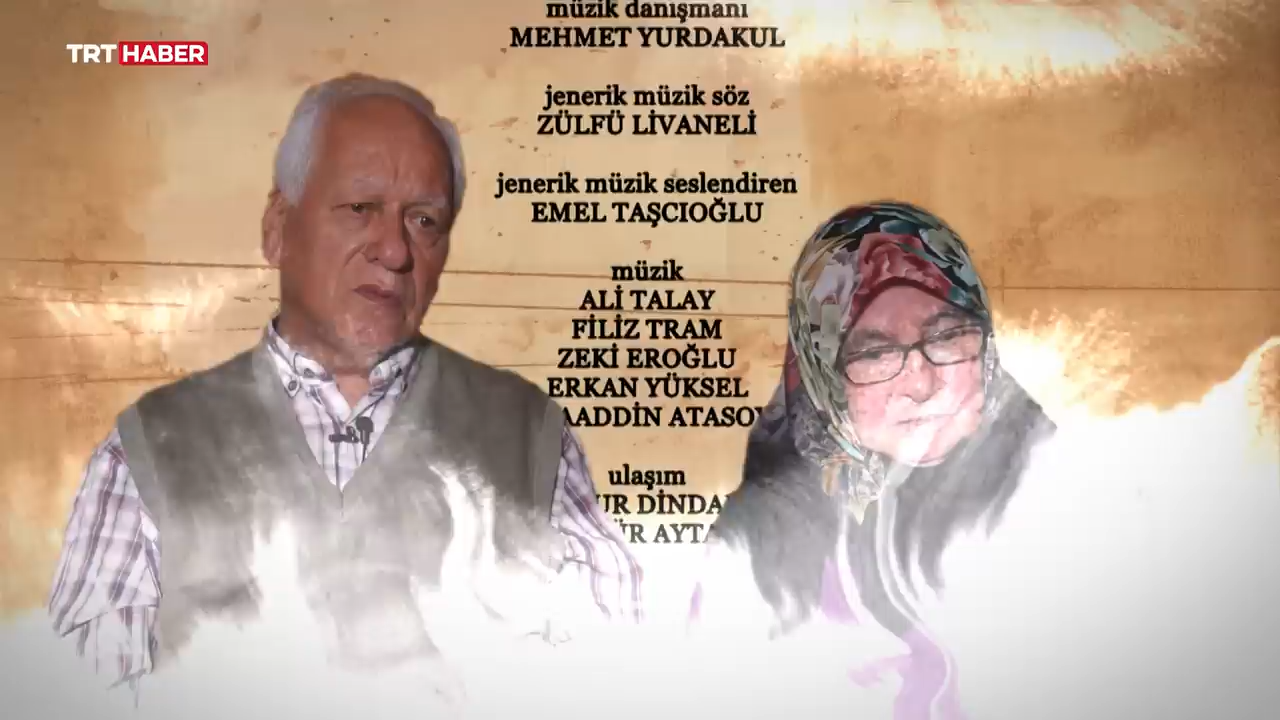 TRT HABER
müzik danışmanı
MEHMET YURDAKUL
jenerik müzik söz
ZÜLFÜ LİVANELİ
jenerik müzik seslendiren
EMEL TAŞCIOĞLU
müzik
ALİ TALAY
FİLİZ TRAM
ZEKİ EROĞLU
ERKAN YÜKSEL
ulaşım